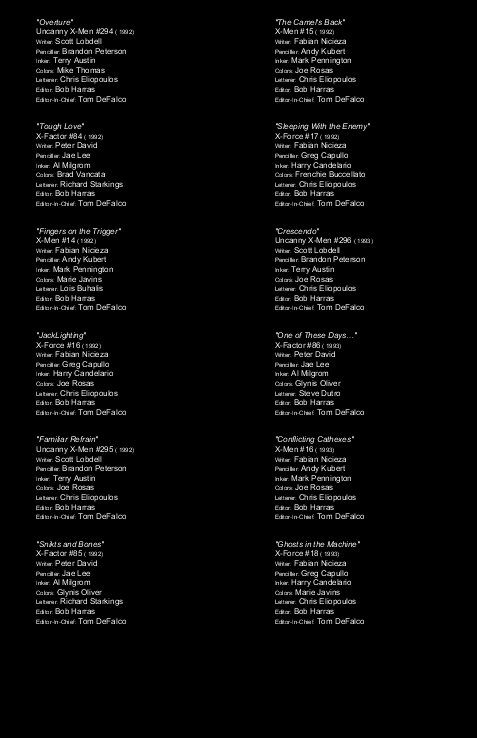 "Overture"
Uncanny X-Men #294 ( 1992)
Writer: Scott Lobdell
Penciller: Brandon Peterson
Inker: Terry Austin
Colors: Mike Thomas
Letterer: Chris Eliopoulos
Editor: Bob Harras
Editor-in-Chief: Tom DeFalco
"Tough Love"
X-Factor #84 ( 1992)
Writer: Peter David
Penciller: Jae Lee
Inker: Al Milgrom
Colors: Brad Vancata
Letterer: Richard Starkings
Editor: Bob Harras
Editor-In-Chief: Tom DeFalco
"Fingers on the Trigger"
X-Men #14 ( 1992)
Writer: Fabian Nicieza
Penciller: Andy Kubert
Inker: Mark Pennington
Colors: Marie Javins
Letterer: Lois Buhalis
Editor: Bob Harras
Editor-In-Chief: Tom DeFalco
"JackLighting"
X-Force #16 ( 1992)
Writer: Fabian Nicieza
Penciller: Greg Capullo
Inker: Harry Candelario
Colors: Joe Rosas
Letterer: Chris Eliopoulos
Editor: Bob Harras
Editor-In-Chief: Tom DeFalco
"Familiar Refrain"
Uncanny X-Men #295 ( 1992)
Writer: Scott Lobdell
Penciller: Brandon Peterson
Inker: Terry Austin
Colors: Joe Rosas
Letterer: Chris Eliopoulos
Editor: Bob Harras
Editor-In-Chief: Tom DeFalco
"Snikts and Bones"
X-Factor #85 ( 1992)
Writer: Peter David
Penciller: Jae Lee
Inker: Al Milgrom
Colors: Glynis Oliver
Letterer: Richard Starkings
Editor: Bob Harras
Editor-In-Chief: Tom DeFalco
"The Camel's Back"
X-Men #15 ( 1992)
Writer: Fabian Nicieza
Penciller: Andy Kubert
Inker: Mark Pennington
Colors: Joe Rosas
Letterer: Chris Eliopoulos
Editor: Bob Harras
Editor-In-Chief: Tom DeFalco
"Sleeping With the Enemy"
X-Force #17 ( 1992)
Writer: Fabian Nicieza
Penciller: Greg Capullo
Inker: Harry Candelario
Colors: Frenchie Buccellato
Letterer: Chris Eliopoulos
Editor: Bob Harras
Editor-In-Chief: Tom DeFalco
"Crescendo"
Uncanny X-Men #296 ( 1993)
Writer: Scott Lobdell
Penciller: Brandon Peterson
Inker: Terry Austin
Colors: Joe Rosas
Letterer: Chris Eliopoulos
Editor: Bob Harras
Editor-In-Chief: Tom DeFalco
"One of These Days..."
X-Factor #86 ( 1993)
Writer: Peter David
Penciller: Jae Lee
Inker: Al Milgrom
Colors: Glynis Oliver
Letterer: Steve Dutro
Editor: Bob Harras
Editor-In-Chief: Tom DeFalco
"Conflicting Cathexes"
X-Men #16 ( 1993)
Writer: Fabian Nicieza
Penciller: Andy Kubert
Inker: Mark Pennington
Colors: Joe Rosas
Letterer: Chris Eliopoulos
Editor: Bob Harras
Editor-In-Chief: Tom DeFalco
"Ghosts in the Machine"
X-Force #18 ( 1993)
Writer: Fabian Nicieza
Penciller: Greg Capullo
Inker: Harry Candelario
Colors: Marie Javins
Letterer: Chris Eliopoulos
Editor: Bob Harras
Editor-In-Chief: Tom DeFalco